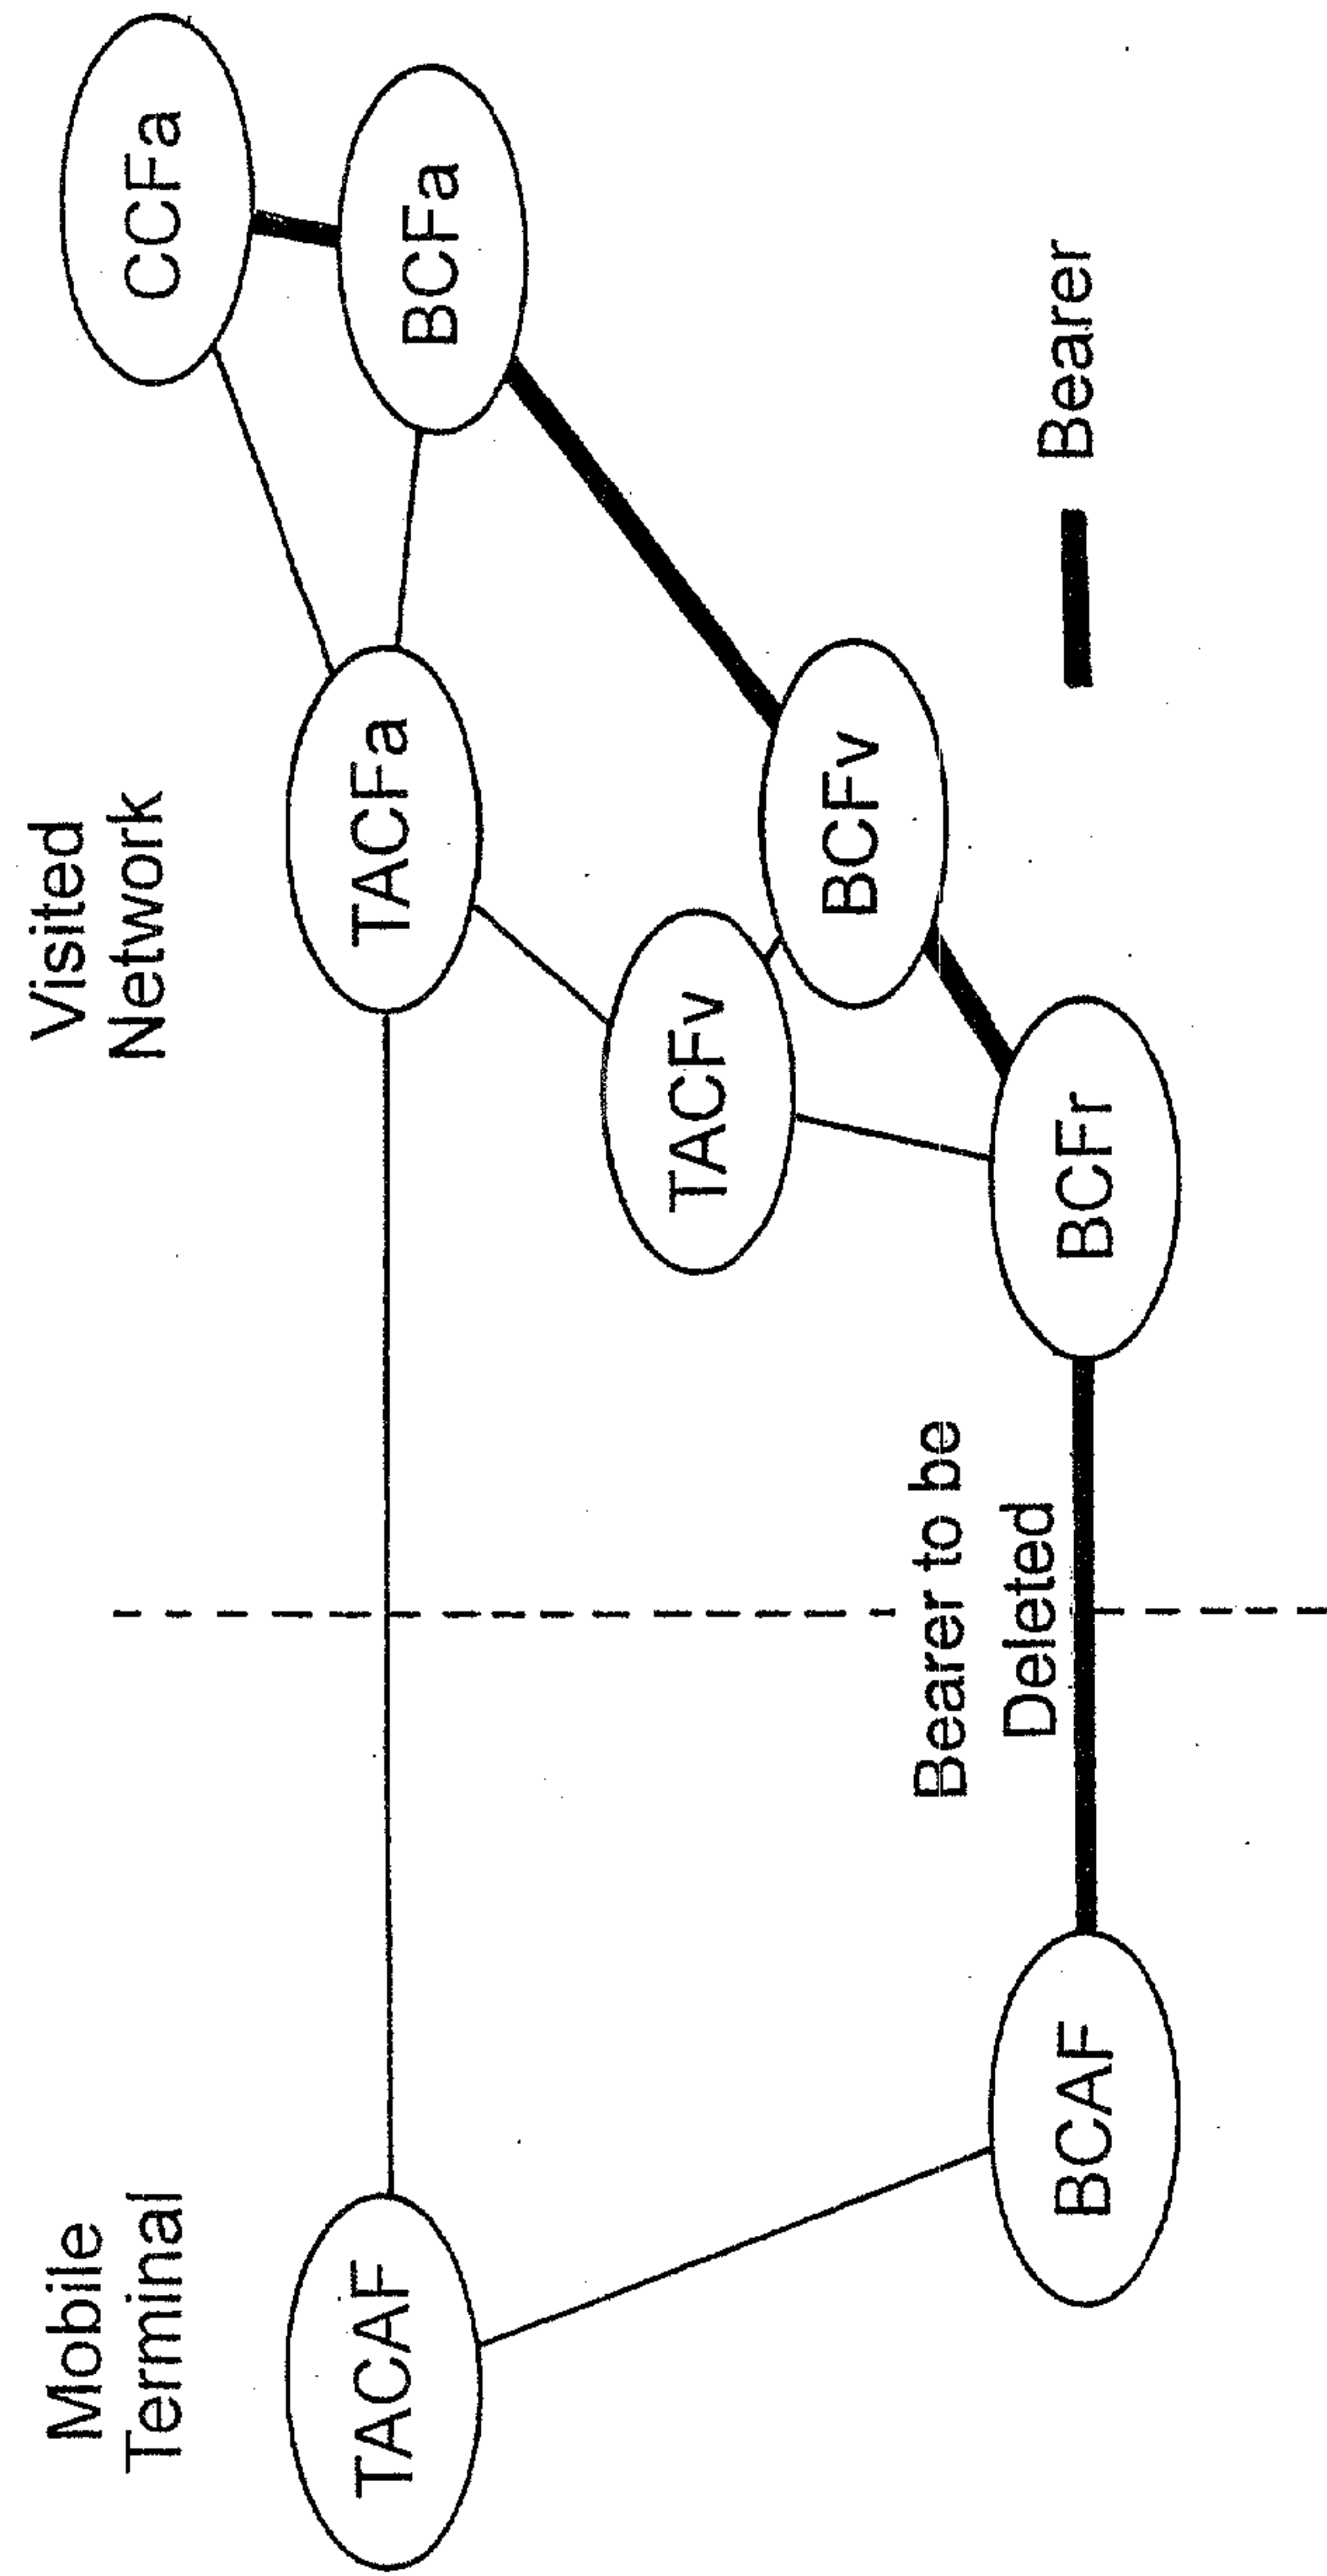 Mobile
Terminal
Visited
Network
TACAF
TACFa
CCFa
BCFa
TACFv
BCFv
BCAF
Bearer to be
Deleted
BCFr
Bearer